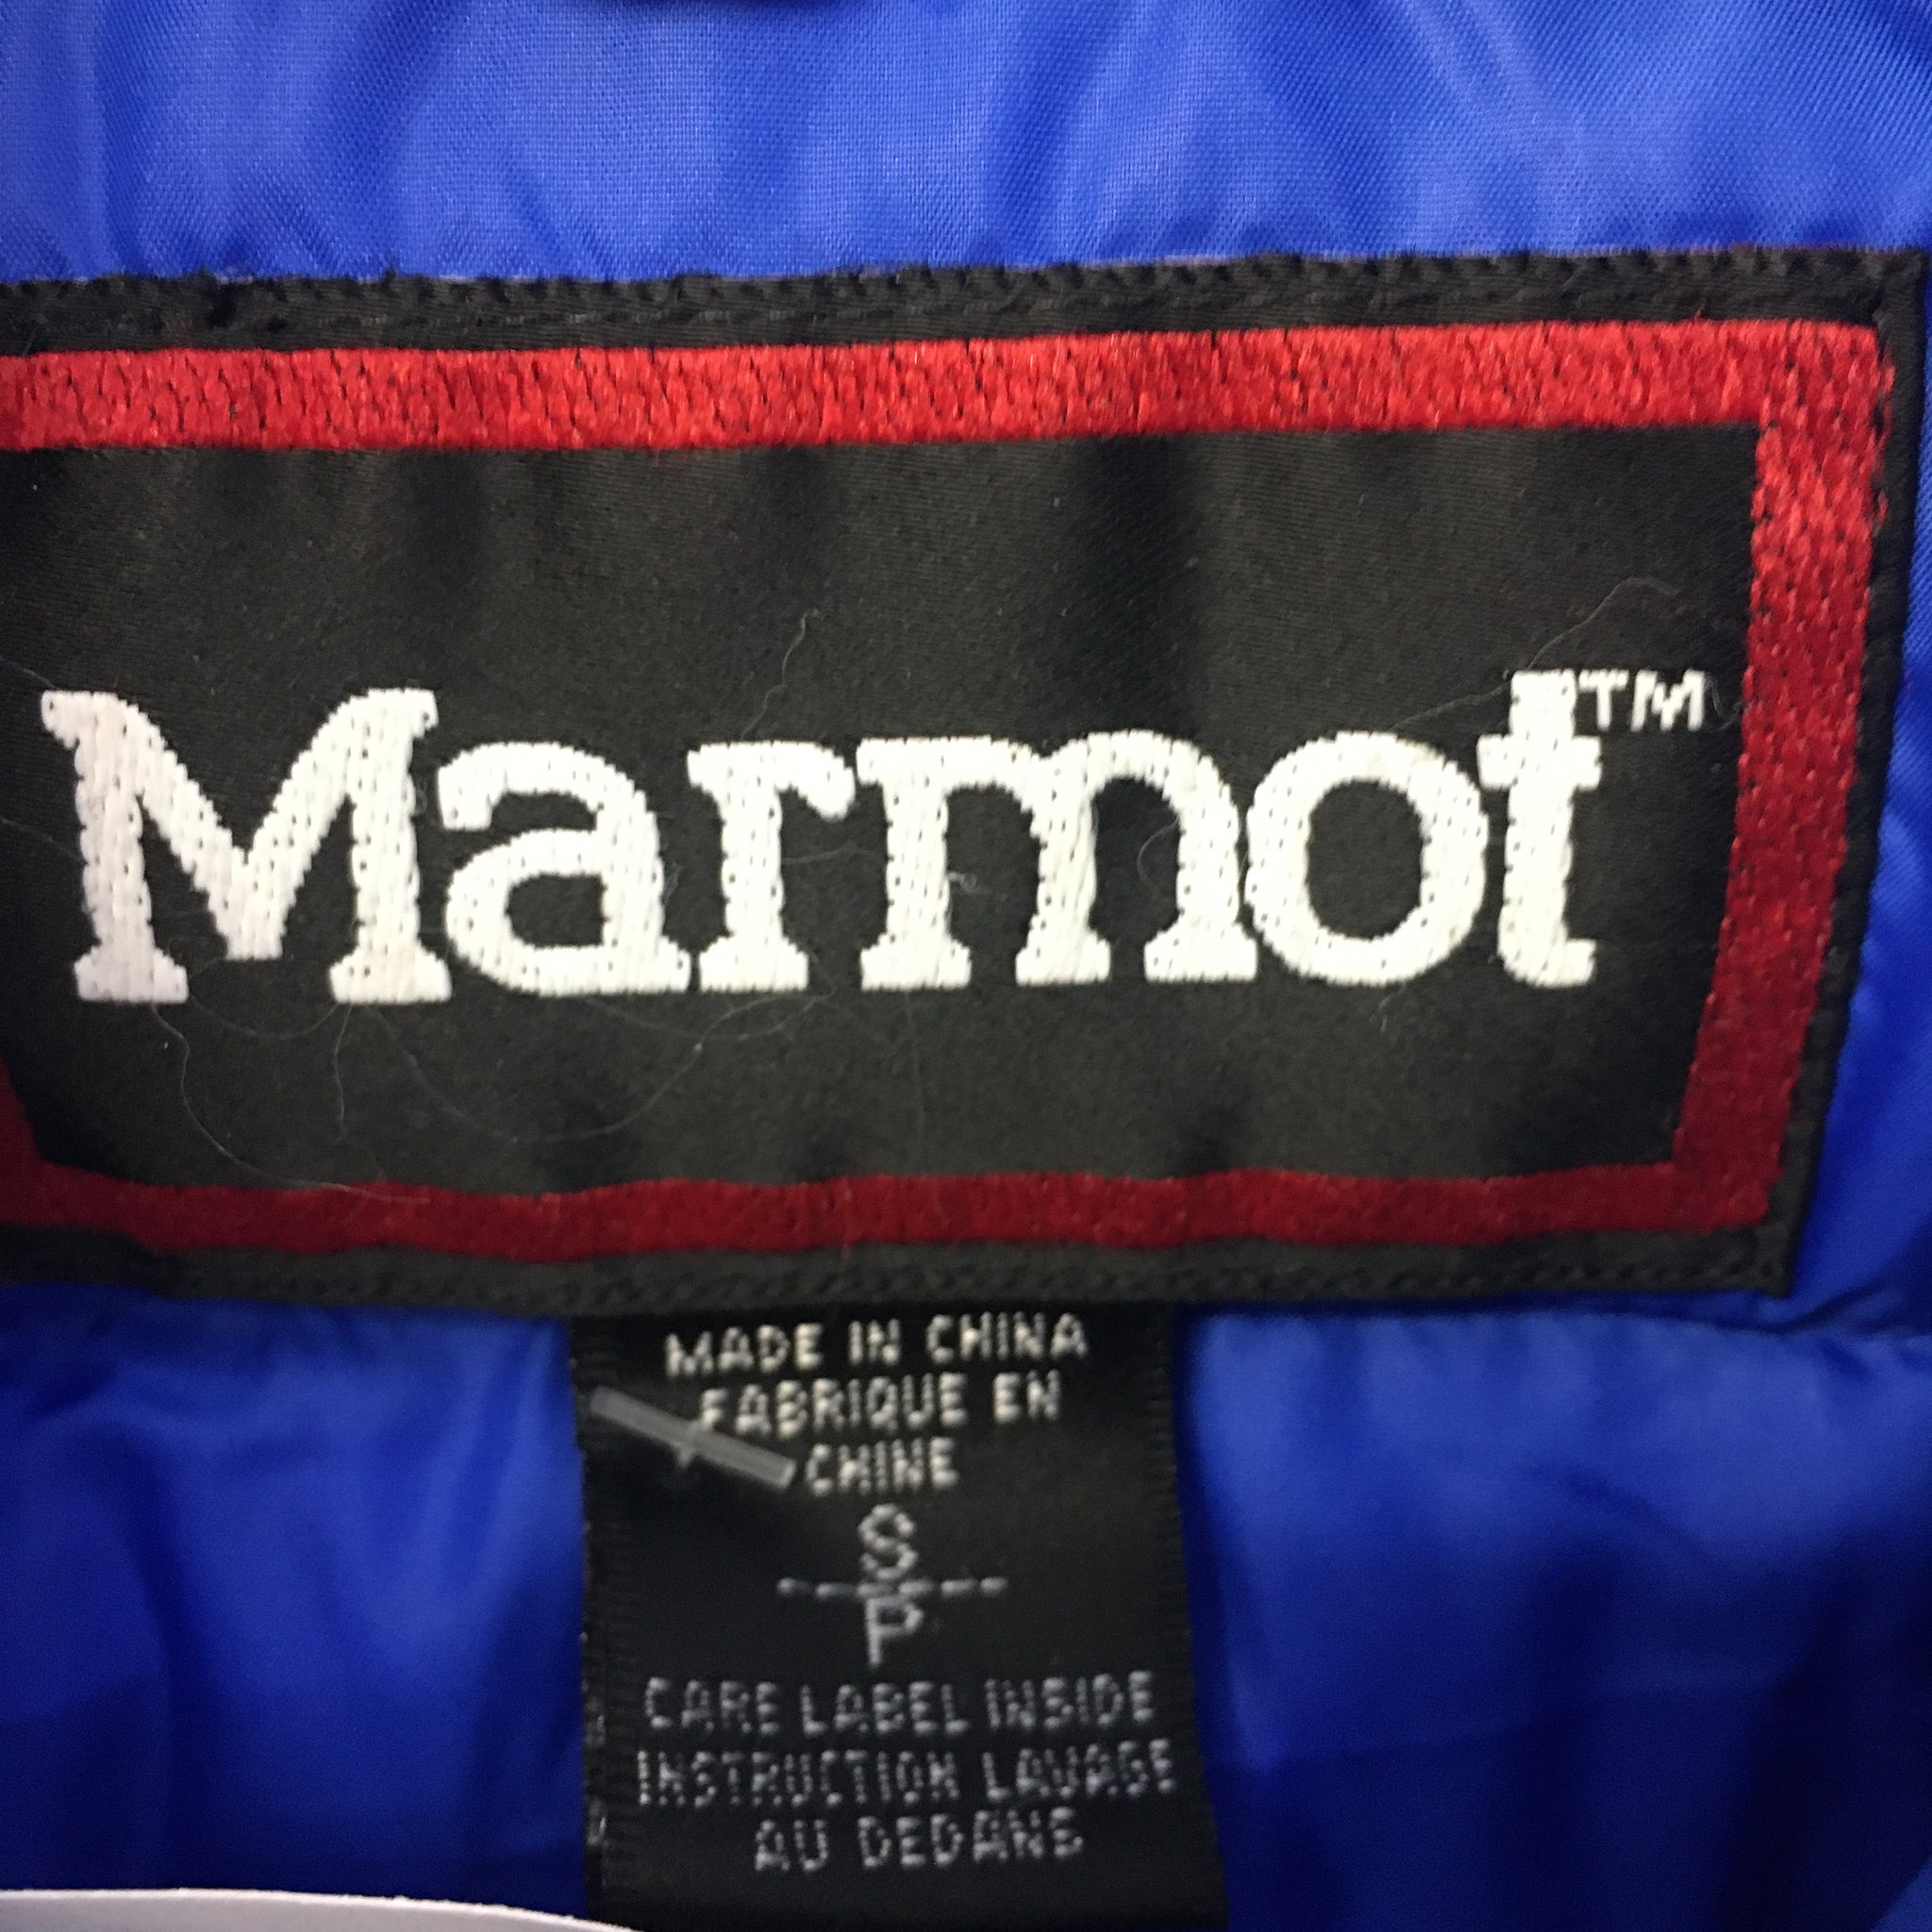 Marmot™
MADE IN CHINA
FABRIQUE EN
CHINE
S
P
CARE LABEL INSIDE
INSTRUCTION LAVAGE
AU DEDANS